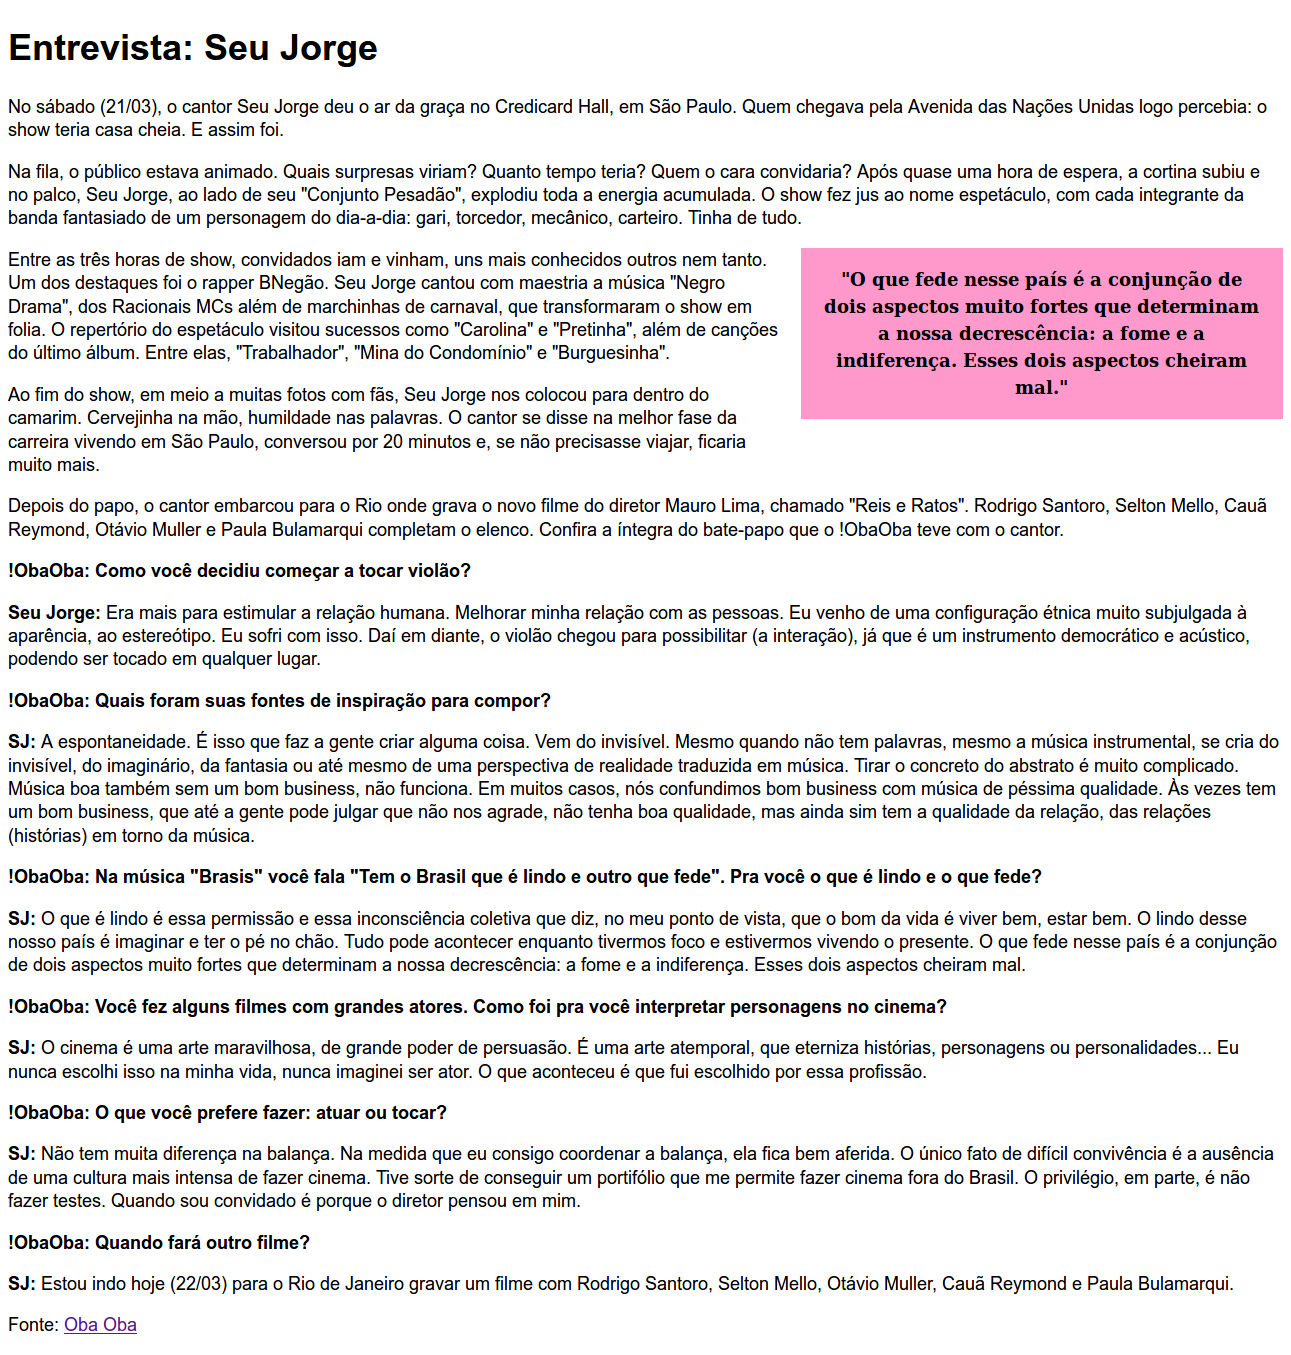 Entrevista: Seu Jorge
No sábado (21/03), o cantor Seu Jorge deu o ar da graça no Credicard Hall, em São Paulo. Quem chegava pela Avenida das Nações Unidas logo percebia: o
show teria casa cheia. E assim foi.
Na fila, o público estava animado. Quais surpresas viriam? Quanto tempo teria? Quem o cara convidaria? Após quase uma hora de espera, a cortina subiu e
no palco, Seu Jorge, ao lado de seu "Conjunto Pesadão", explodiu toda a energia acumulada. O show fez jus ao nome espetáculo, com cada integrante da
banda fantasiado de um personagem do dia-a-dia: gari, torcedor, mecânico, carteiro. Tinha de tudo.
Entre as três horas de show, convidados iam e vinham, uns mais conhecidos outros nem tanto.
Um dos destaques foi o rapper BNegão. Seu Jorge cantou com maestria a música "Negro
Drama", dos Racionais MCs além de marchinhas de carnaval, que transformaram o show em
folia. O repertório do espetáculo visitou sucessos como "Carolina" e "Pretinha", além de canções
do último álbum. Entre elas, "Trabalhador", "Mina do Condomínio" e "Burguesinha".
"O que fede nesse país é a conjunção de
dois aspectos muito fortes que determinam
a nossa decrescência: a fome e a
indiferença. Esses dois aspectos cheiram
mal."
Ao fim do show, em meio a muitas fotos com fãs, Seu Jorge nos colocou para dentro do
camarim. Cervejinha na mão, humildade nas palavras. O cantor se disse na melhor fase da
carreira vivendo em São Paulo, conversou por 20 minutos e, se não precisasse viajar, ficaria
muito mais.
Depois do papo, o cantor embarcou para o Rio onde grava o novo filme do diretor Mauro Lima, chamado "Reis e Ratos". Rodrigo Santoro, Selton Mello, Cauã
Reymond, Otávio Muller e Paula Bulamarqui completam o elenco. Confira a íntegra do bate-papo que o !ObaOba teve com o cantor.
!ObaOba: Como você decidiu começar a tocar violão?
Seu Jorge: Era mais para estimular a relação humana. Melhorar minha relação com as pessoas. Eu venho de uma configuração étnica muito subjulgada à
aparência, ao estereótipo. Eu sofri com isso. Daí em diante, o violão chegou para possibilitar (a interação), já que é um instrumento democrático e acústico,
podendo ser tocado em qualquer lugar.
!ObaOba: Quais foram suas fontes de inspiração para compor?
SJ: A espontaneidade. É isso que faz a gente criar alguma coisa. Vem do invisível. Mesmo quando não tem palavras, mesmo a música instrumental, se cria do
invisível, do imaginário, da fantasia ou até mesmo de uma perspectiva de realidade traduzida em música. Tirar o concreto do abstrato é muito complicado.
Música boa também sem um bom business, não funciona. Em muitos casos, nós confundimos bom business com música de péssima qualidade. Às vezes tem
um bom business, que até a gente pode julgar que não nos agrade, não tenha boa qualidade, mas ainda sim tem a qualidade da relação, das relações
(histórias) em torno da música.
!ObaOba: Na música "Brasis" você fala "Tem o Brasil que é lindo e outro que fede". Pra você o que é lindo e o que fede?
SJ: O que é lindo é essa permissão e essa inconsciência coletiva que diz, no meu ponto de vista, que o bom da vida é viver bem, estar bem. O lindo desse
nosso país é imaginar e ter o pé no chão. Tudo pode acontecer enquanto tivermos foco e estivermos vivendo o presente. O que fede nesse país é a conjunção
de dois aspectos muito fortes que determinam a nossa decrescência: a fome e a indiferença. Esses dois aspectos cheiram mal.
!ObaOba: Você fez alguns filmes com grandes atores. Como foi pra você interpretar personagens no cinema?
SJ: O cinema é uma arte maravilhosa, de grande poder de persuasão. É uma arte atemporal, que eterniza histórias, personagens ou personalidades... Eu
nunca escolhi isso na minha vida, nunca imaginei ser ator. O que aconteceu é que fui escolhido por essa profissão.
!ObaOba: O que você prefere fazer: atuar ou tocar?
SJ: Não tem muita diferença na balança. Na medida que eu consigo coordenar a balança, ela fica bem aferida. O único fato de difícil convivência é a ausência
de uma cultura mais intensa de fazer cinema. Tive sorte de conseguir um portifólio que me permite fazer cinema fora do Brasil. O privilégio, em parte, é não
fazer testes. Quando sou convidado é porque o diretor pensou em mim.
!ObaOba: Quando fará outro filme?
SJ: Estou indo hoje (22/03) para o Rio de Janeiro gravar um filme com Rodrigo Santoro, Selton Mello, Otávio Muller, Cauã Reymond e Paula Bulamarqui.
Fonte: Oba Oba